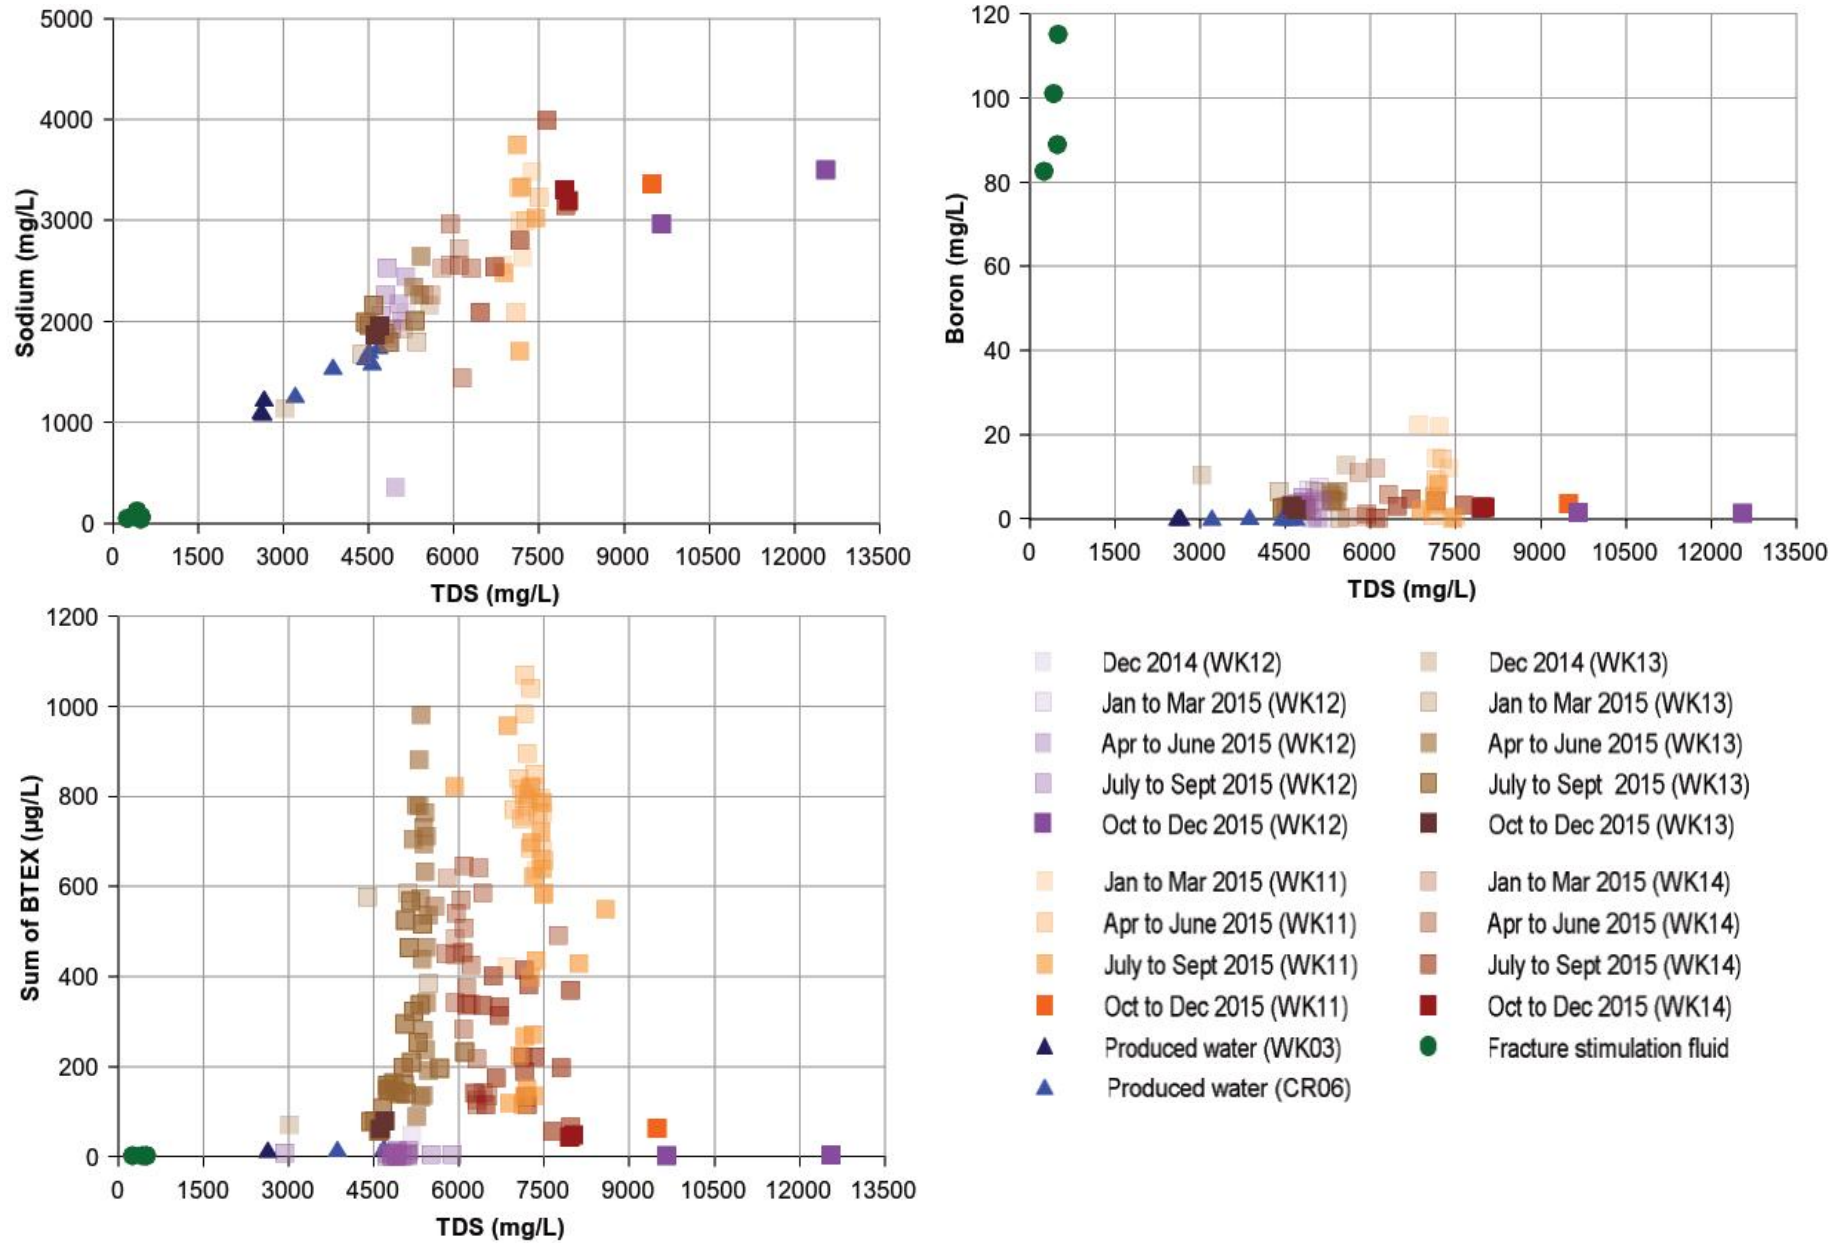 5000
4000
3000
2000
1000
0
Sodium (mg/L)
0 1500 3000 4500 6000 7500 9000 10500 12000 13500
TDS (mg/L)
120
100
80
60
40
20
0
Boron (mg/L)
0 1500 3000 4500 6000 7500 9000 10500 12000 13500
TDS (mg/L)
1200
1000
800
600
400
200
0
Sum of BTEX (µg/L)
0 1500 3000 4500 6000 7500 9000 10500 12000 13500
TDS (mg/L)
Dec 2014 (WK12)
Jan to Mar 2015 (WK12)
Apr to June 2015 (WK12)
July to Sept 2015 (WK12)
Oct to Dec 2015 (WK12)
Jan to Mar 2015 (WK11)
Apr to June 2015 (WK11)
July to Sept 2015 (WK11)
Oct to Dec 2015 (WK11)
Produced water (WK03)
Produced water (CR06)
Dec 2014 (WK13)
Jan to Mar 2015 (WK13)
Apr to June 2015 (WK13)
July to Sept 2015 (WK13)
Oct to Dec 2015 (WK13)
Jan to Mar 2015 (WK14)
Apr to June 2015 (WK14)
July to Sept 2015 (WK14)
Oct to Dec 2015 (WK14)
Fracture stimulation fluid